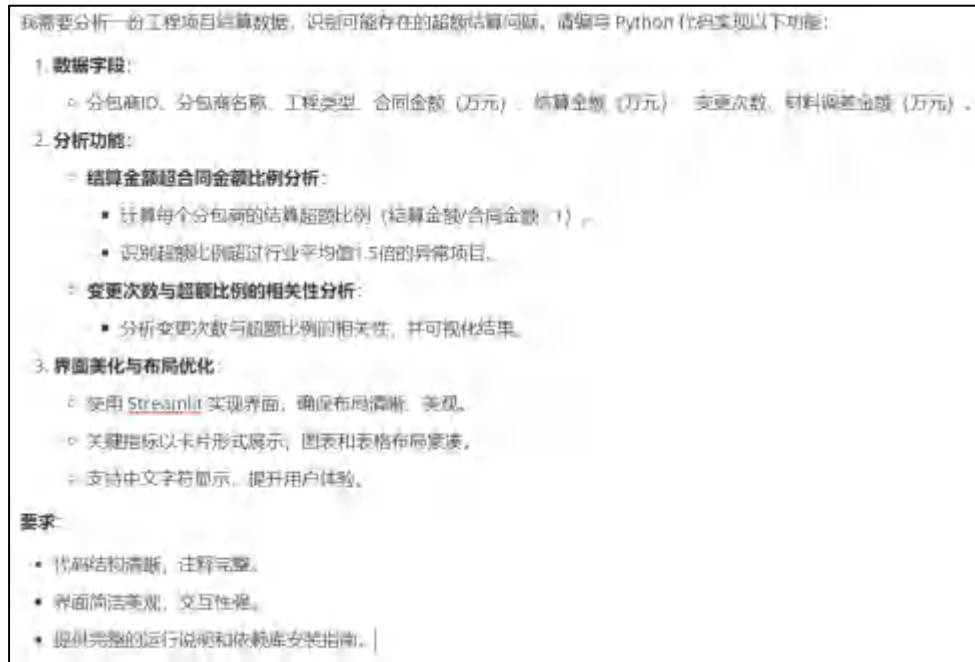 我需要分析一份工程项目结算数据，识别可能存在的超额结算问题。请编写 Python 代码实现以下功能：
1. 数据字段：
○ 分包商ID、分包商名称、工程类型、合同金额（万元）、结算金额（万元）、变更次数、材料调差金额（万元）。
2. 分析功能：
○ 结算金额超合同金额比例分析：
▪ 计算每个分包商的结算超额比例（结算金额/合同金额 - 1）。
▪ 识别超额比例超过行业平均值1.5倍的异常项目。
○ 变更次数与超额比例的相关性分析：
▪ 分析变更次数与超额比例的相关性，并可视化结果。
3. 界面美化与布局优化：
○ 使用 Streamlit 实现界面，确保布局清晰、美观。
○ 关键指标以卡片形式展示，图表和表格布局紧凑。
○ 支持中文字符显示，提升用户体验。
要求：
• 代码结构清晰，注释完整。
• 界面简洁美观，交互性强。
• 提供完整的运行说明和依赖库安装指南。